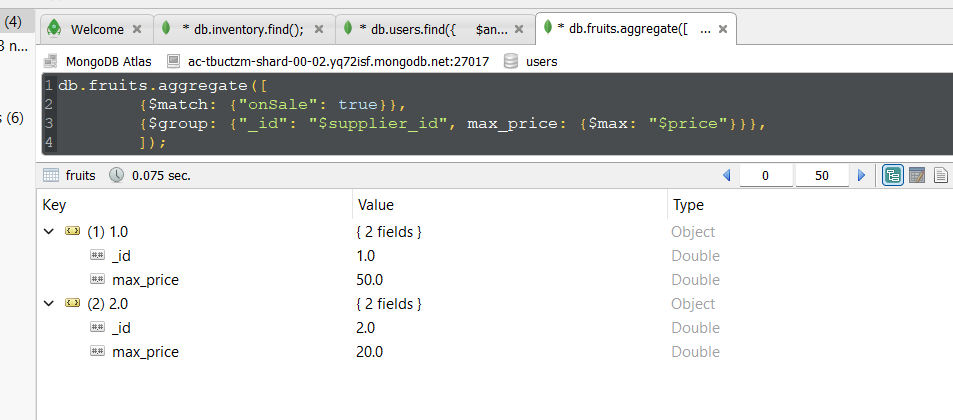 (4)
3 n...
s (6)
Welcome
* db.inventory.find();
* db.users.find({ $an...
* db.fruits.aggregate([ ...
MongoDB Atlas ac-tbuctzm-shard-00-02.yq72isf.mongodb.net:27017 users
1 db.fruits.aggregate([
2 {$match: {"onSale": true}},
3 {$group: {"_id": "$supplier_id", max_price: {$max: "$price"}}},
4 ]);
fruits 0.075 sec. 0 50
Key Value Type
(1) 1.0 { 2 fields } Object
_id 1.0 Double
max_price 50.0 Double
(2) 2.0 { 2 fields } Object
_id 2.0 Double
max_price 20.0 Double